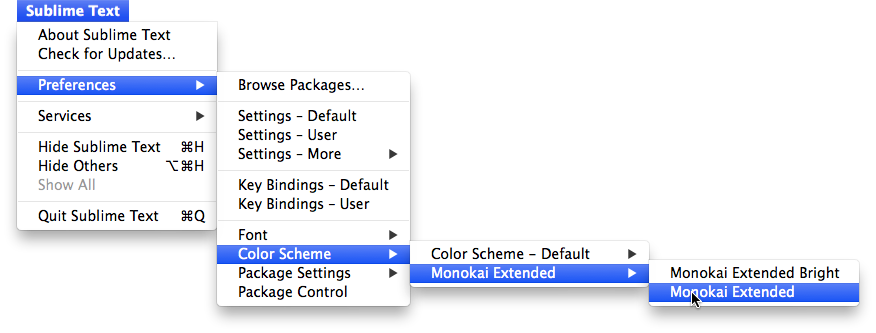 Sublime Text
About Sublime Text
Check for Updates...
Preferences
Services
Hide Sublime Text ⌘H
Hide Others ⌥⌘H
Show All
Quit Sublime Text ⌘Q
Browse Packages...
Settings – Default
Settings – User
Settings – More
Key Bindings – Default
Key Bindings – User
Font
Color Scheme
Package Settings
Package Control
Color Scheme – Default
Monokai Extended
Monokai Extended Bright
Monokai Extended